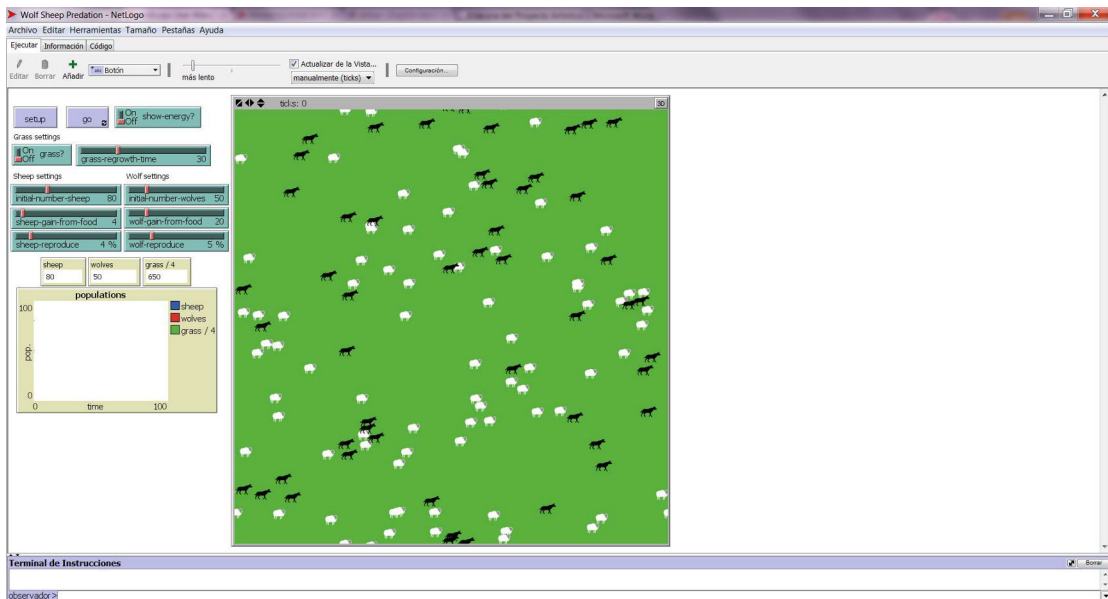 Wolf Sheep Predation - NetLogo
Archivo Editar Herramientas Tamaño Pestañas Ayuda
Ejecutar Información Código
Editar Borrar Añadir
Botón
más lento
Actualizar de la Vista...
manualmente (ticks)
Configuración...
setup
go
On
Off
show-energy?
ticks: 0
3D
Grass settings
On
Off
grass?
grass-regrowth-time 30
Sheep settings
Wolf settings
initial-number-sheep 80
initial-number-wolves 50
sheep-gain-from-food 4
wolf-gain-from-food 20
sheep-reproduce 4 %
wolf-reproduce 5 %
sheep
80
wolves
50
grass / 4
650
populations
100
pop.
0
0
time
100
sheep
wolves
grass / 4
Terminal de Instrucciones
Borrar
observador>